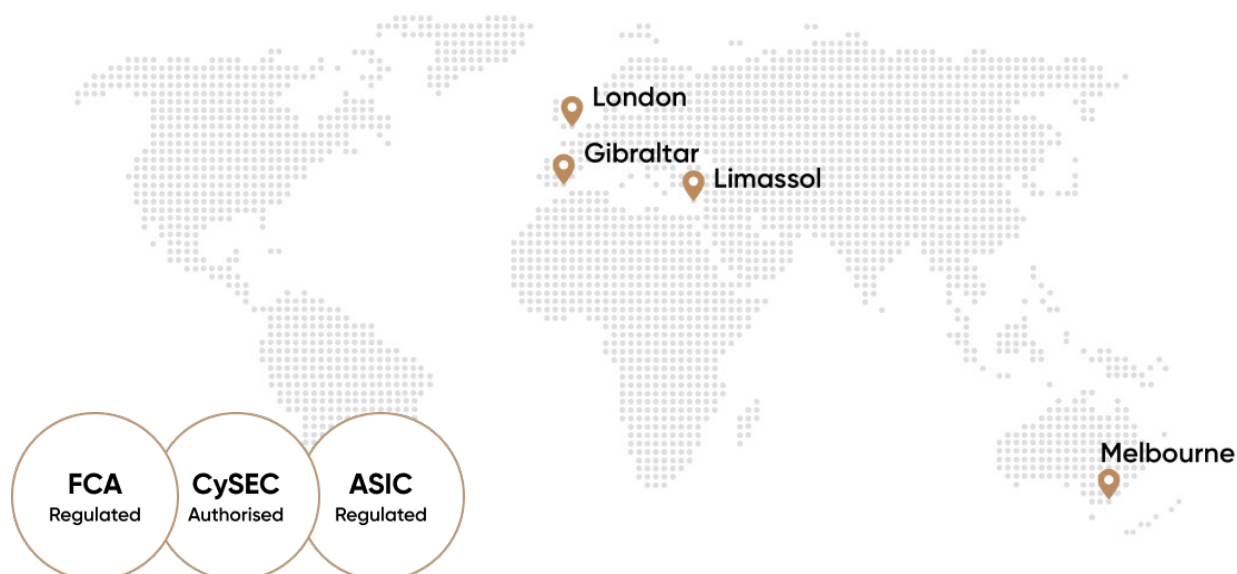 London
Gibraltar
Limassol
Melbourne
FCA
Regulated
CySEC
Authorised
ASIC
Regulated